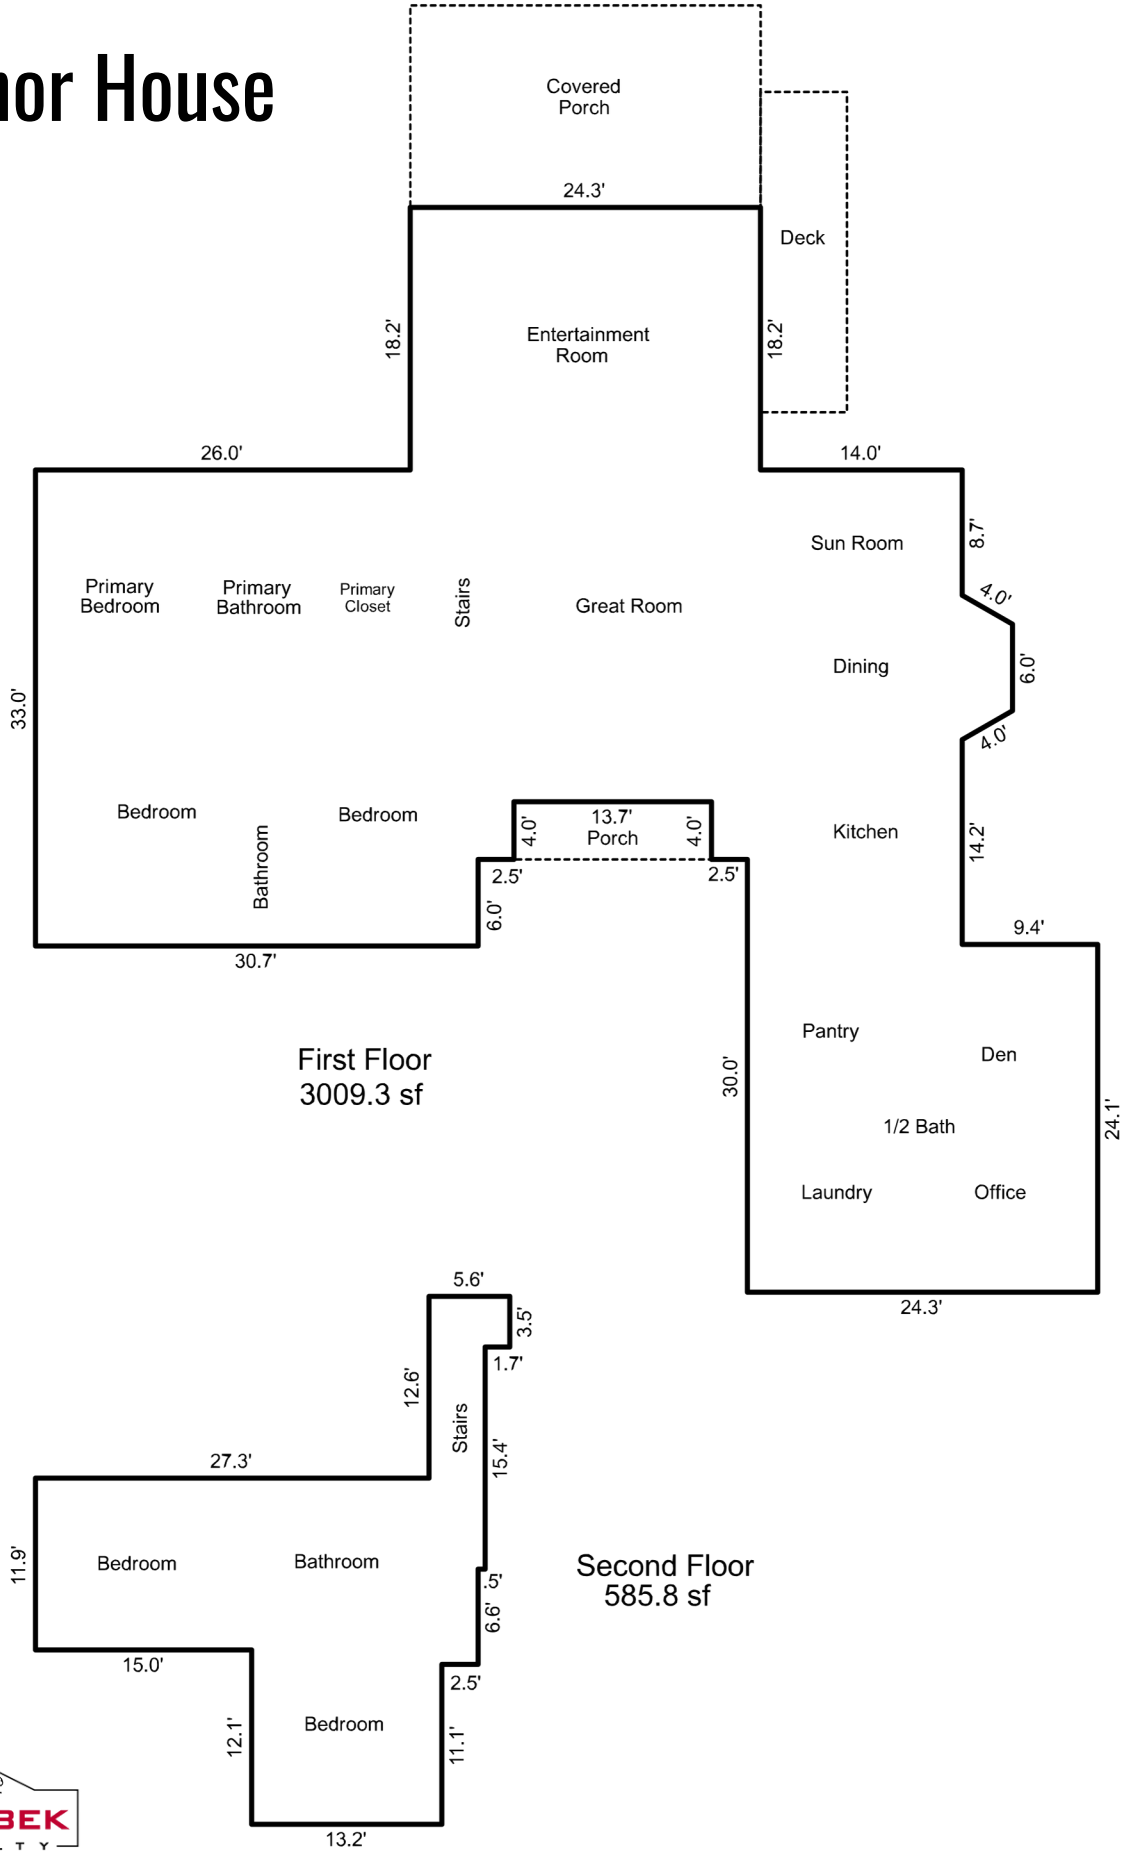 nor House
Covered
Porch
24.3'
Deck
18.2'
Entertainment
Room
18.2'
26.0'
14.0'
8.7'
Sun Room
4.0'
Primary
Bedroom
Primary
Bathroom
Primary
Closet
Stairs
Great Room
Dining
6.0'
33.0'
4.0'
Bedroom
Bathroom
Bedroom
4.0'
13.7'
Porch
4.0'
Kitchen
14.2'
2.5'
2.5'
6.0'
9.4'
30.7'
Pantry
Den
First Floor
3009.3 sf
30.0'
1/2 Bath
24.1'
Laundry
Office
24.3'
5.6'
3.5'
1.7'
12.6'
Stairs
15.4'
27.3'
11.9'
Bedroom
Bathroom
Second Floor
585.8 sf
.5'
6.6'
15.0'
2.5'
12.1'
Bedroom
11.1'
13.2'
BEK
L T Y